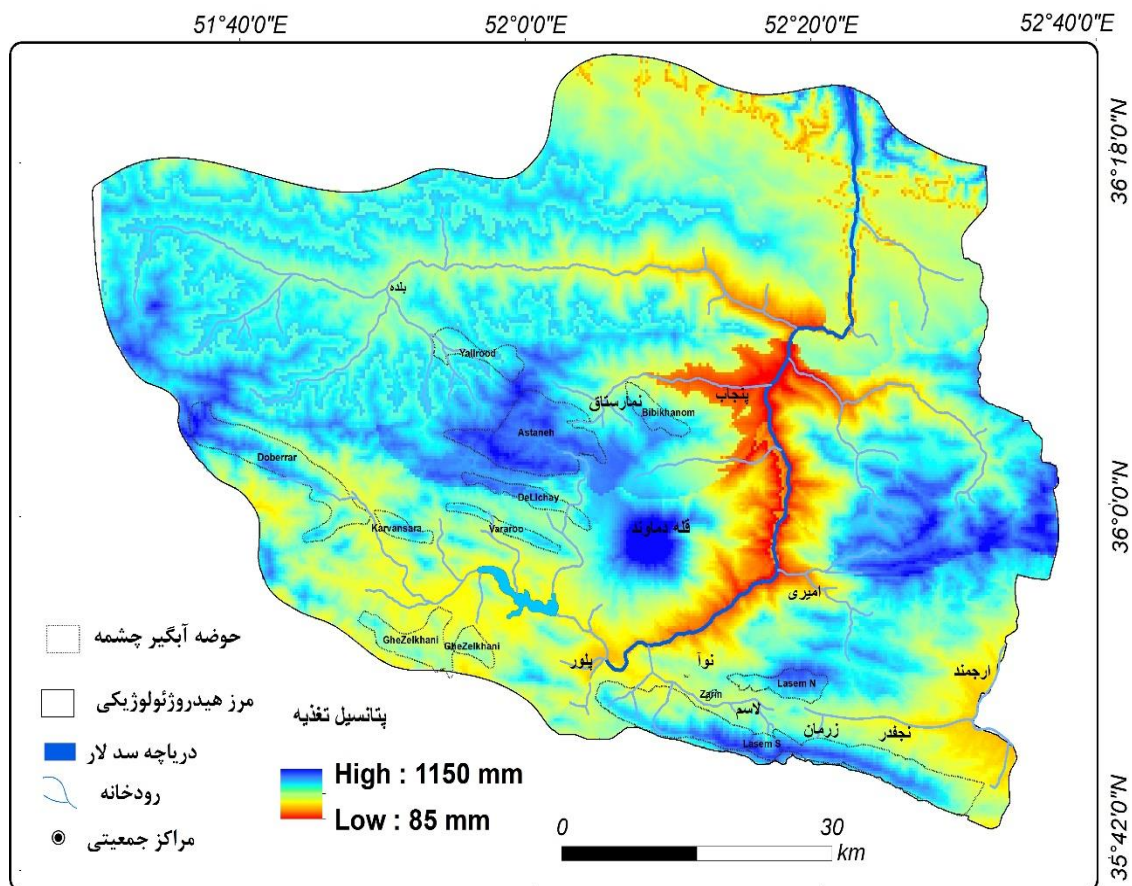 51°40'0"E
52°0'0"E
52°20'0"E
52°40'0"E
36°18'0"N
36°0'0"N
35°42'0"N
بلده
Yallrood
نمارستاق
Bibikhanom
پنجاب
Astaneh
Doberrar
DeLIchay
Karvansara
Vararoo
قله دماوند
امیری
GheZelkhani
GheZelkhani
پلور
نوآ
Lasem N
ارجمند
Zarin
لاسم
زرمان
نجفدر
Lasem S
حوضه آبگیر چشمه
مرز هیدروژئولوژیکی
دریاچه سد لار
رودخانه
مراکز جمعیتی
پتانسیل تغذیه
High : 1150 mm
Low : 85 mm
0 30
km